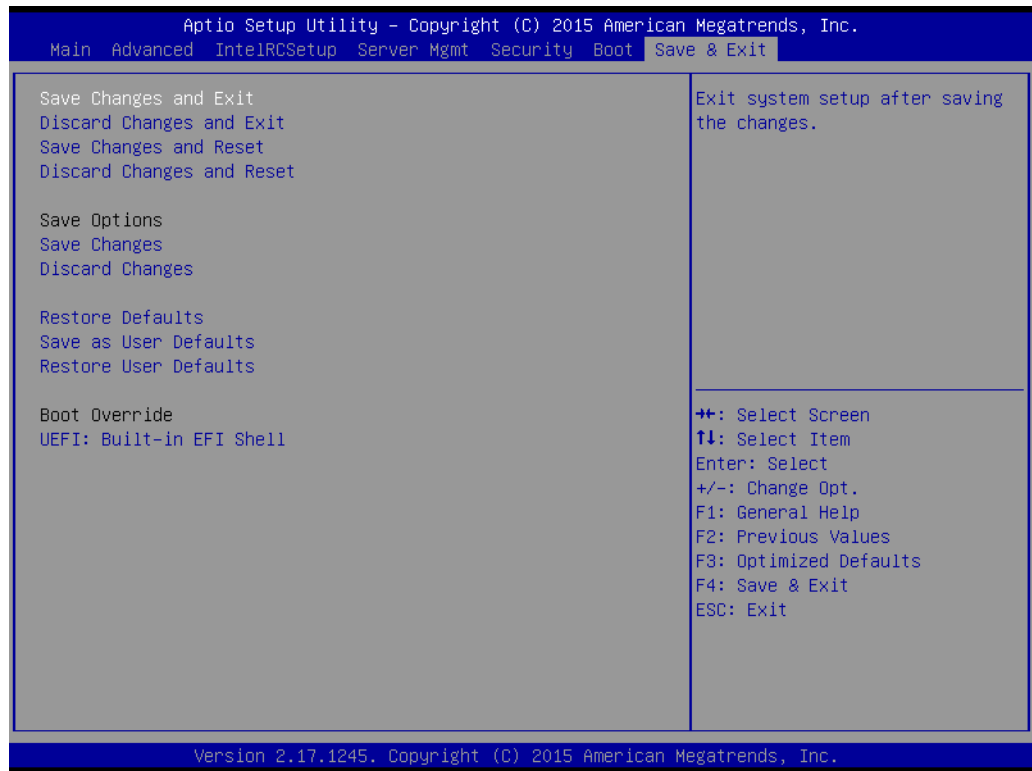 Aptio Setup Utility – Copyright (C) 2015 American Megatrends, Inc.
Main Advanced IntelRCSetup Server Mgmt Security Boot Save & Exit
Save Changes and Exit
Discard Changes and Exit
Save Changes and Reset
Discard Changes and Reset
Save Options
Save Changes
Discard Changes
Restore Defaults
Save as User Defaults
Restore User Defaults
Boot Override
UEFI: Built-in EFI Shell
Exit system setup after saving
the changes.
→←: Select Screen
↑↓: Select Item
Enter: Select
+/-: Change Opt.
F1: General Help
F2: Previous Values
F3: Optimized Defaults
F4: Save & Exit
ESC: Exit
Version 2.17.1245. Copyright (C) 2015 American Megatrends, Inc.